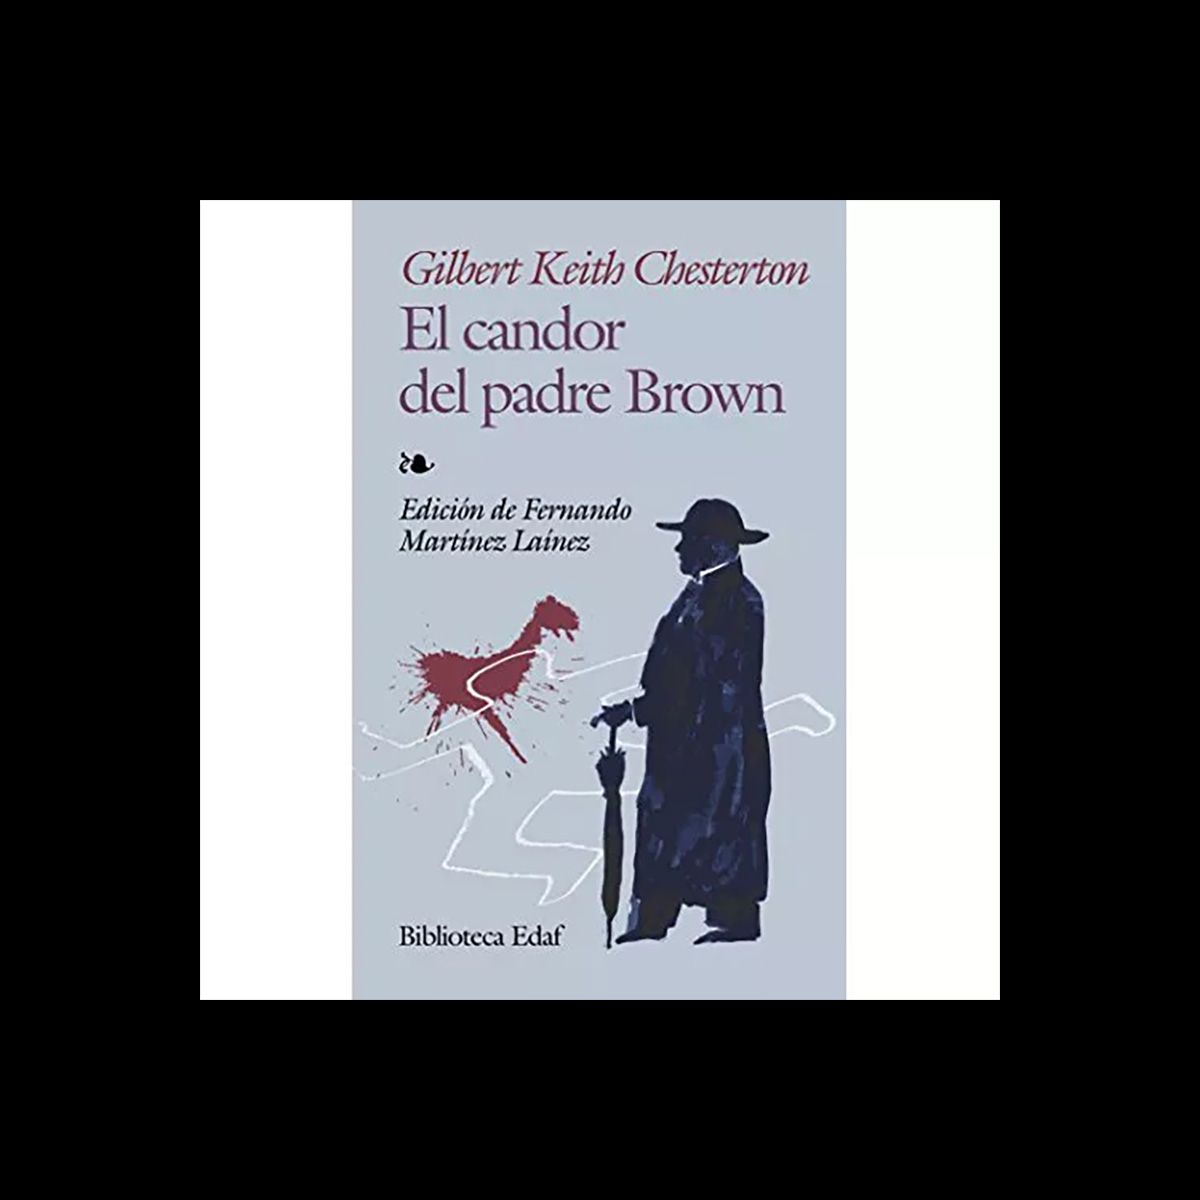 Gilbert Keith Chesterton
El candor
del padre Brown
Edición de Fernando
Martínez Laínez
Biblioteca Edaf